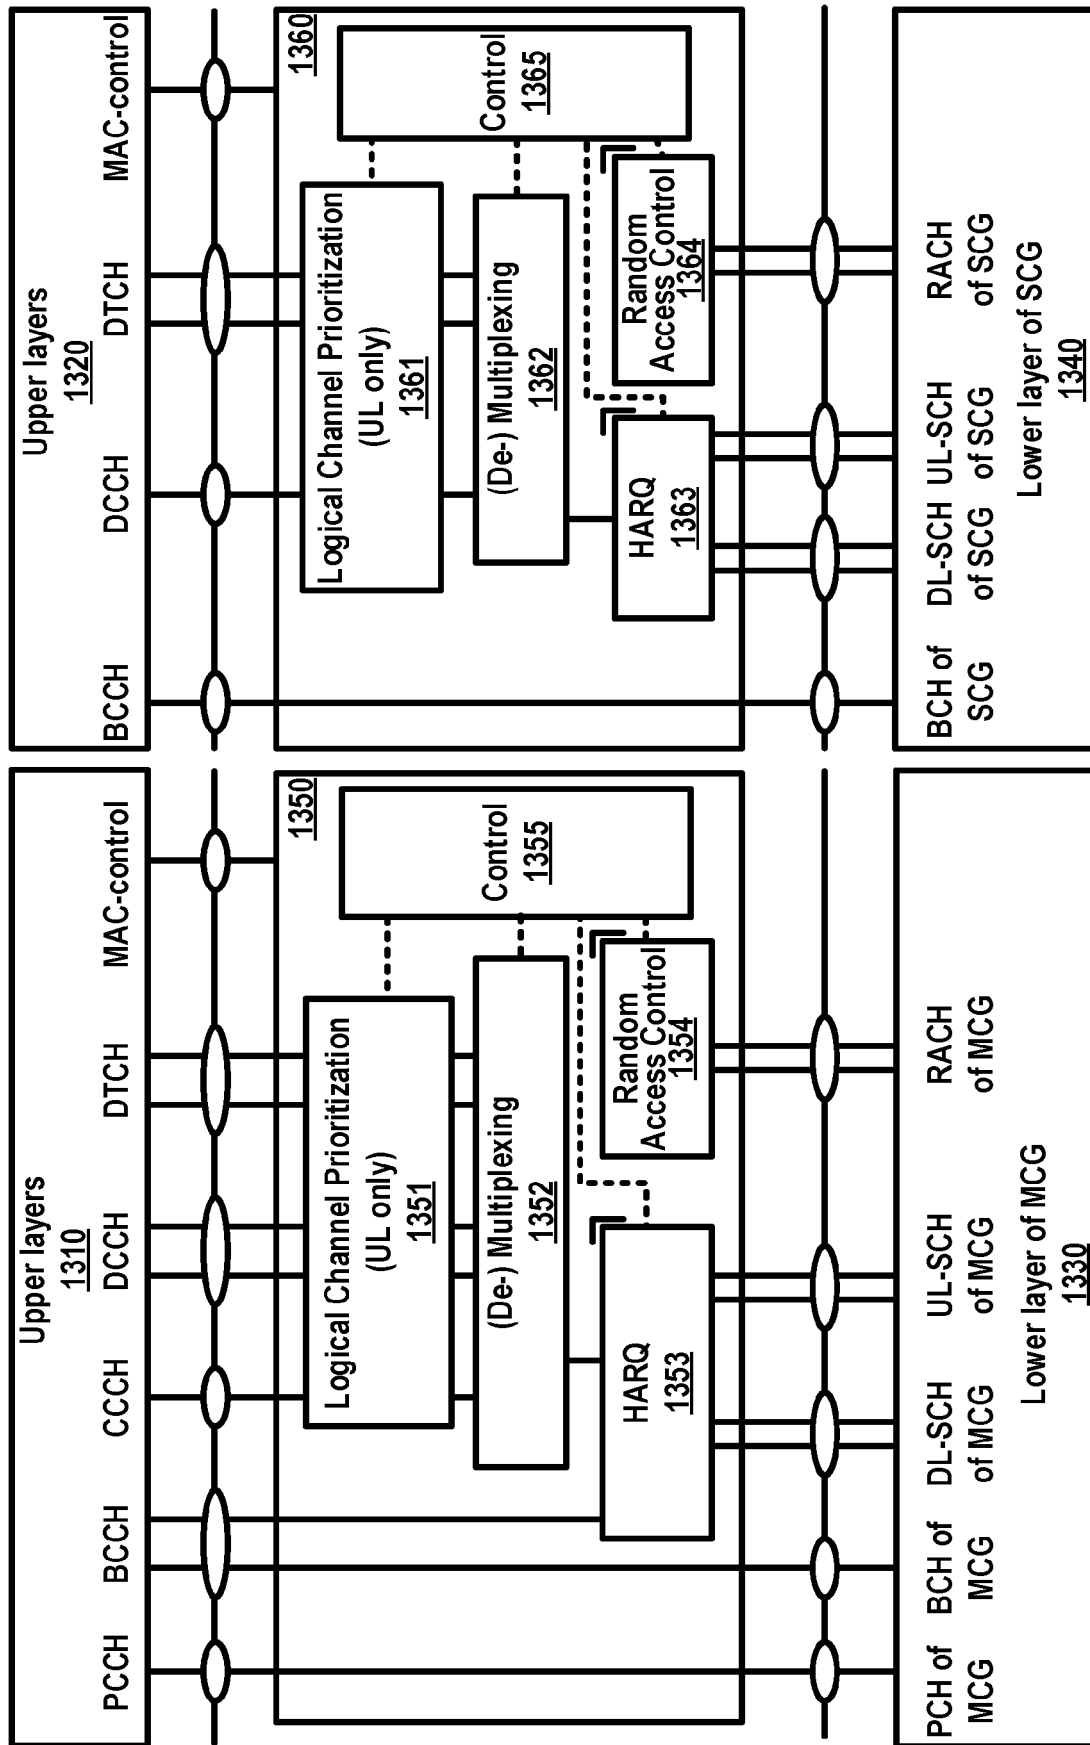 Upper layers
1310
PCCH
BCCH
CCCH
DCCH
DTCH
MAC-control
1350
Logical Channel Prioritization
(UL only)
1351
(De-) Multiplexing
1352
HARQ
1353
Random
Access Control
1354
Control
1355
PCH of
MCG
BCH of
MCG
DL-SCH
of MCG
UL-SCH
of MCG
RACH
of MCG
Lower layer of MCG
1330
Upper layers
1320
BCCH
DCCH
DTCH
MAC-control
1360
Logical Channel Prioritization
(UL only)
1361
(De-) Multiplexing
1362
HARQ
1363
Random
Access Control
1364
Control
1365
BCH of
SCG
DL-SCH
of SCG
UL-SCH
of SCG
RACH
of SCG
Lower layer of SCG
1340